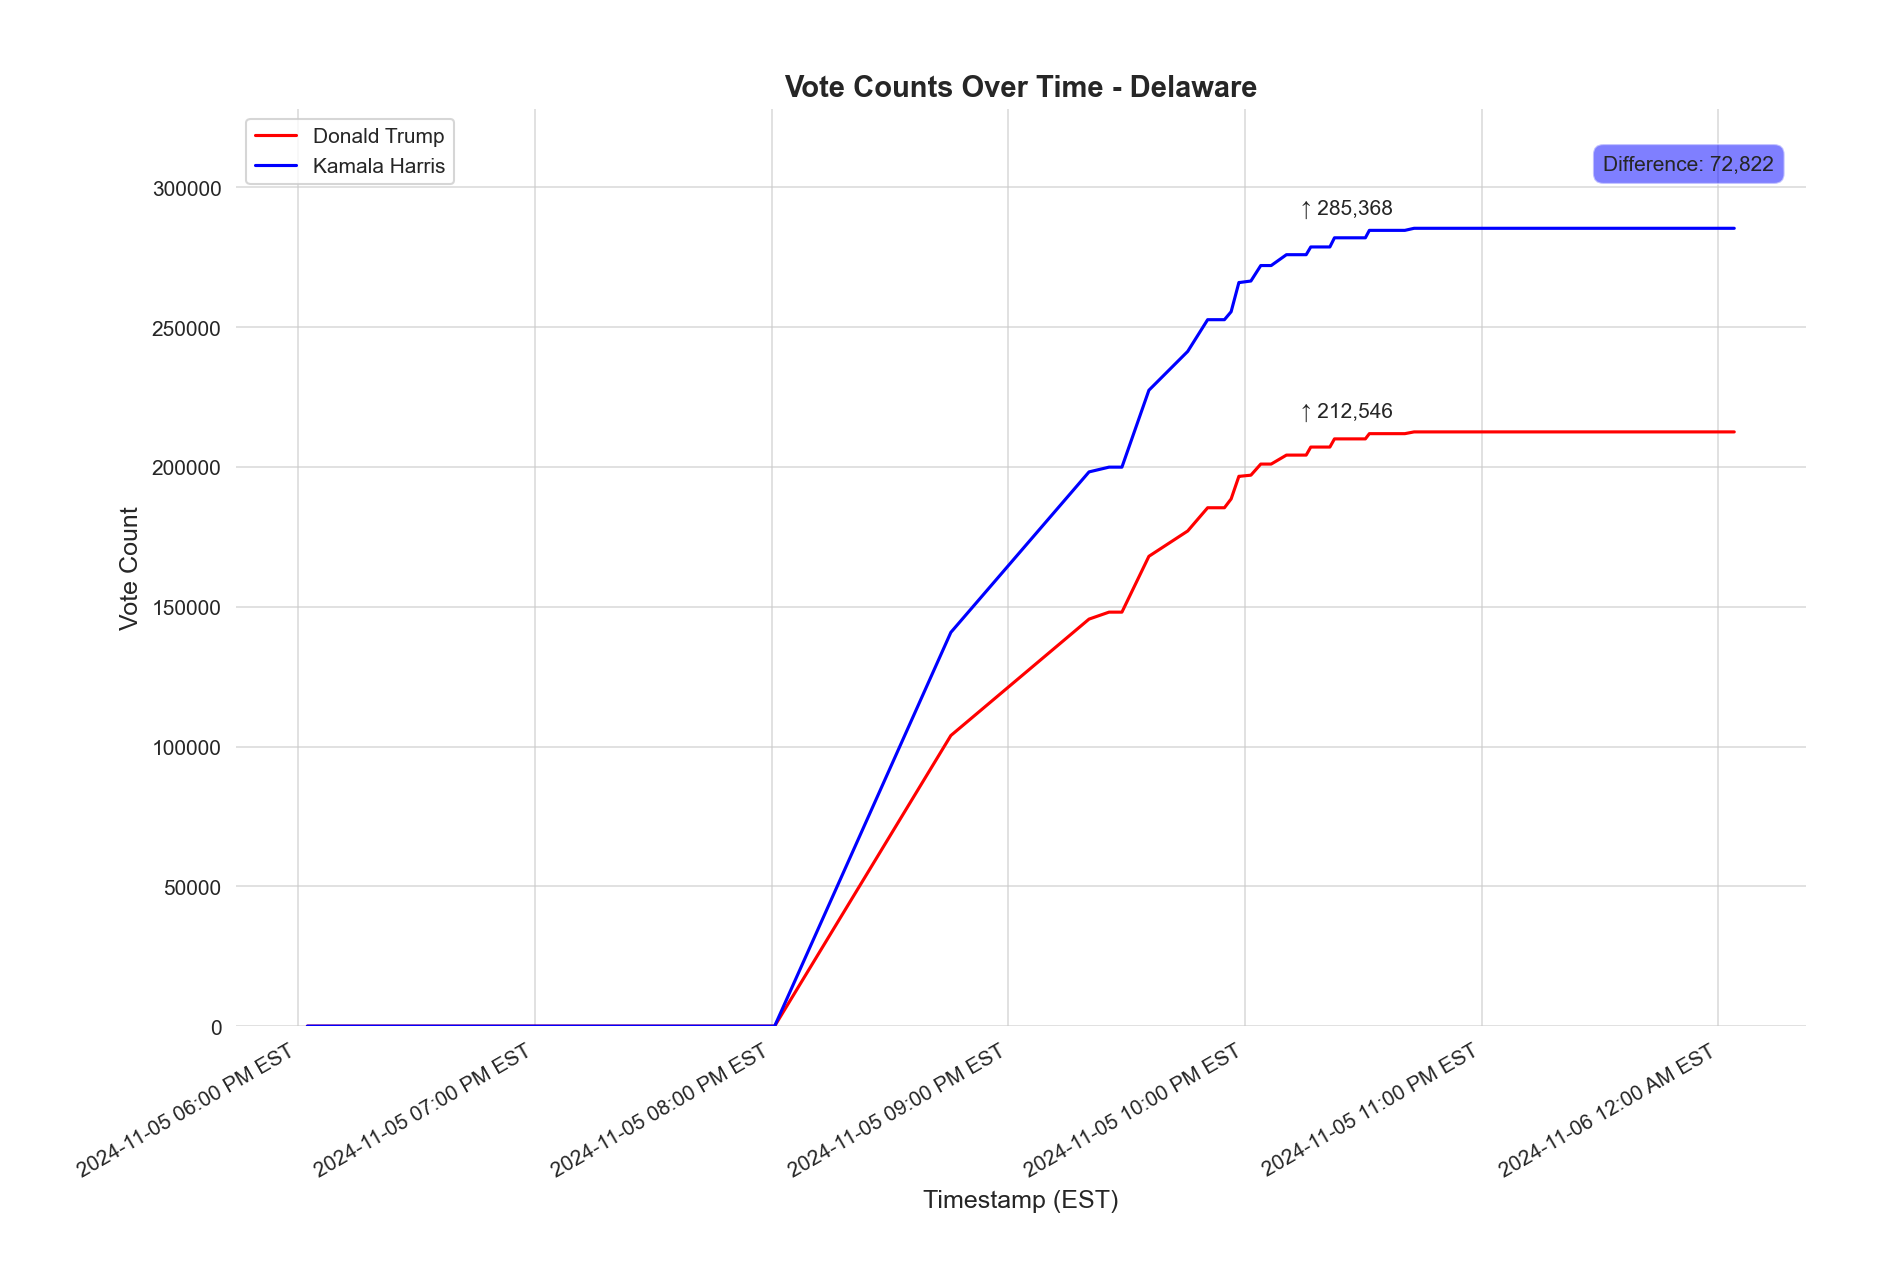 Vote Counts Over Time - Delaware
Donald Trump
Kamala Harris
Difference: 72,822
↑ 285,368
↑ 212,546
Vote Count
300000
250000
200000
150000
100000
50000
0
2024-11-05 06:00 PM EST
2024-11-05 07:00 PM EST
2024-11-05 08:00 PM EST
2024-11-05 09:00 PM EST
2024-11-05 10:00 PM EST
2024-11-05 11:00 PM EST
2024-11-06 12:00 AM EST
Timestamp (EST)